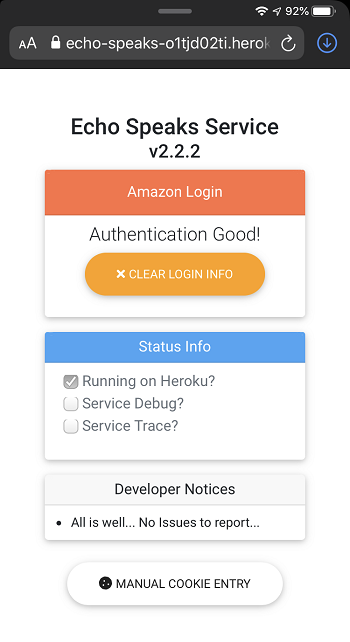 92%
AA echo-speaks-o1tjd02ti.herok
Echo Speaks Service
v2.2.2
Amazon Login
Authentication Good!
CLEAR LOGIN INFO
Status Info
Running on Heroku?
Service Debug?
Service Trace?
Developer Notices
• All is well... No Issues to report...
MANUAL COOKIE ENTRY